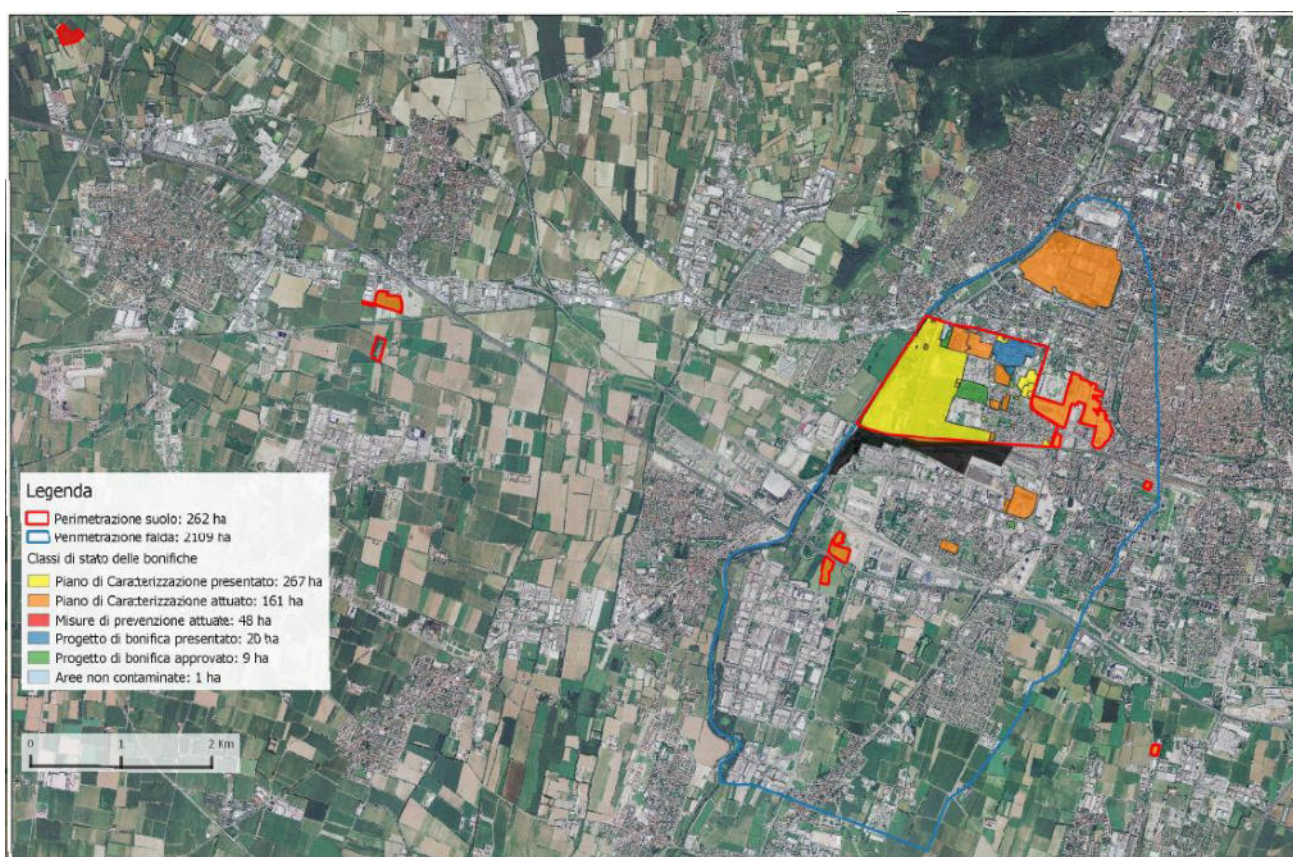 Legenda
Perimetrazione suolo: 262 ha
Perimetrazione falda: 2109 ha
Classi di stato delle bonifiche
Piano di Caratterizzazione presentato: 267 ha
Piano di Caratterizzazione attuato: 161 ha
Misure di prevenzione attuate: 48 ha
Progetto di bonifica presentato: 20 ha
Progetto di bonifica approvato: 9 ha
Aree non contaminate: 1 ha
0 1 2 Km